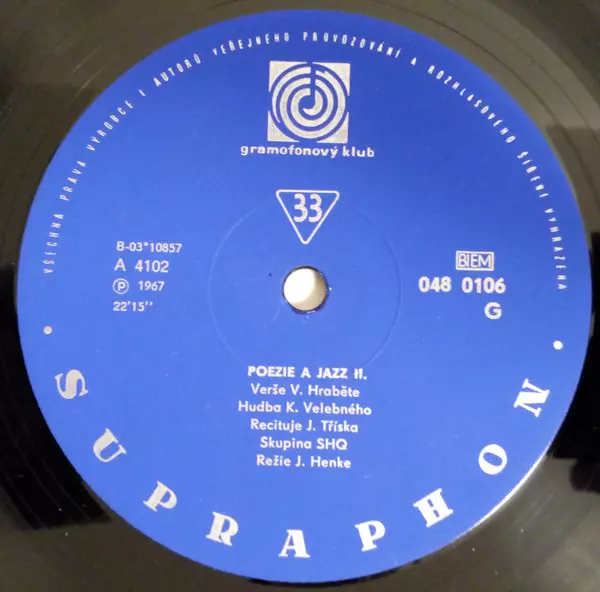 VŠECHNA PRÁVA VÝROBCE I AUTORŮ VEŘEJNÉHO PROVOZOVÁNÍ A ROZHLASOVÉHO ŠÍŘENÍ VYHRAZENA
gramofonový klub
33
B-03*10857
A 4102
Ⓟ 1967
22'15''
BIEM
048 0106
G
POEZIE A JAZZ II.
Verše V. Hraběte
Hudba K. Velebného
Recituje J. Tříska
Skupina SHQ
Režie J. Henke
• SUPRAPHON •